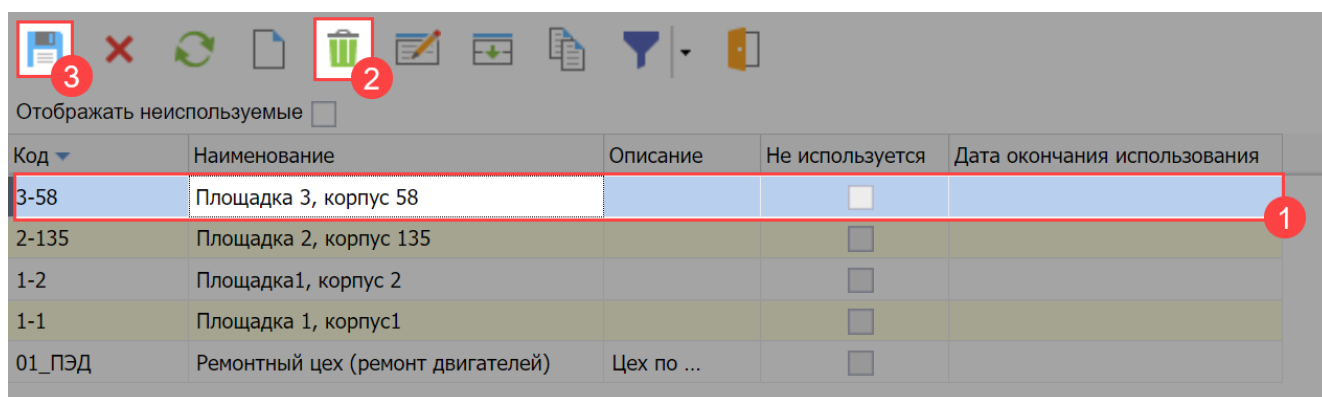 3
2
Отображать неиспользуемые
Код Наименование Описание Не используется Дата окончания использования
3-58 Площадка 3, корпус 58
1
2-135 Площадка 2, корпус 135
1-2 Площадка1, корпус 2
1-1 Площадка 1, корпус1
01_ПЭД Ремонтный цех (ремонт двигателей) Цех по ...